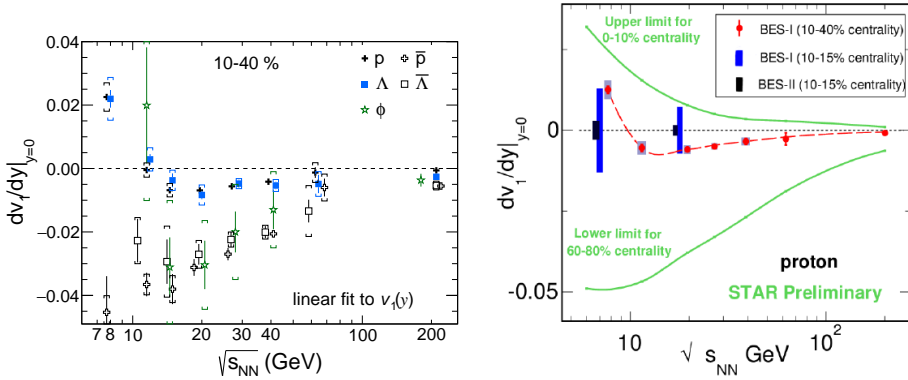 10-40 %
p
p̅
Λ
Λ̅
ϕ
0.04
0.02
0.00
−0.02
−0.04
dv₁/dy|y=0
linear fit to v₁(y)
7 8 10 20 30 40 100 200
√sNN (GeV)
Upper limit for
0-10% centrality
BES-I (10-40% centrality)
BES-I (10-15% centrality)
BES-II (10-15% centrality)
0
-0.05
dv₁/dy|y=0
Lower limit for
60-80% centrality
proton
STAR Preliminary
10 10²
√ sNN GeV